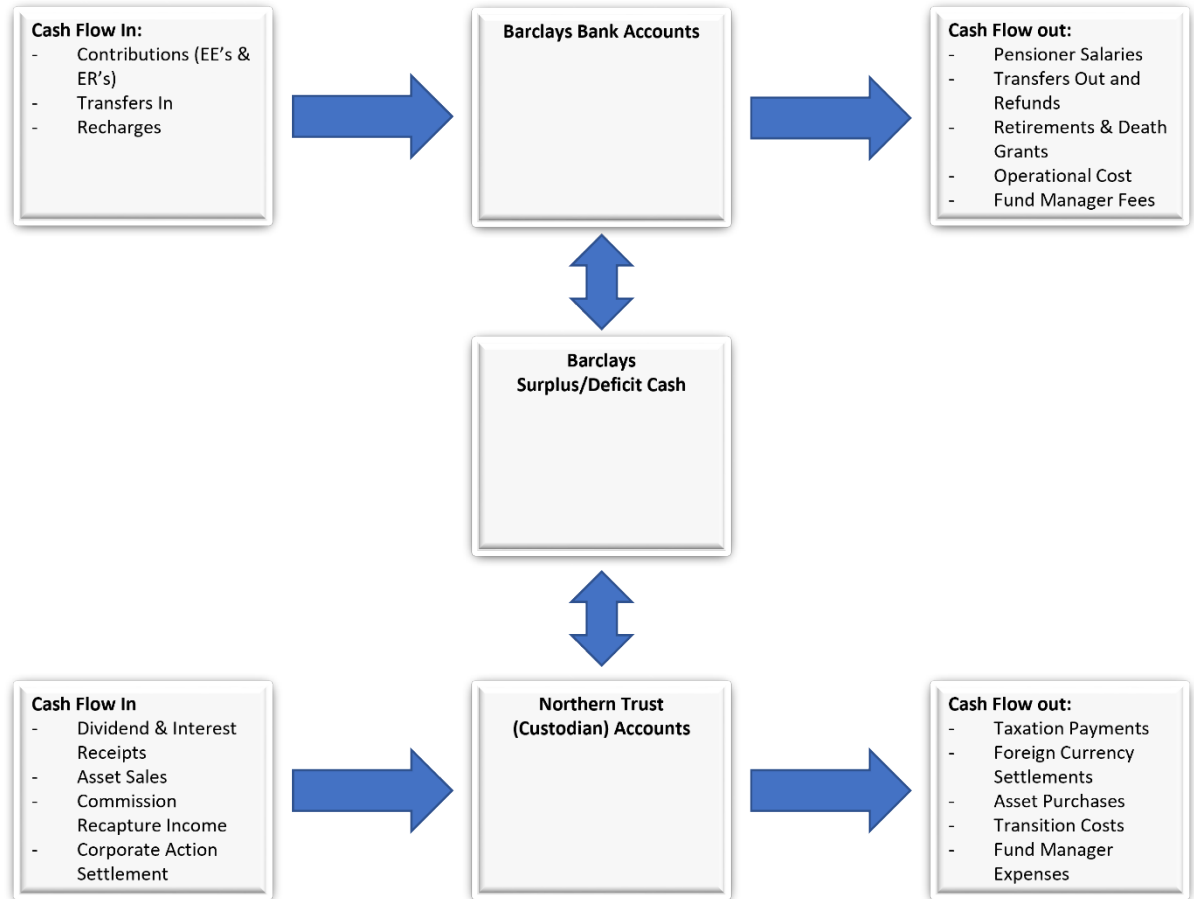 Cash Flow In:
- Contributions (EE’s &
ER’s)
- Transfers In
- Recharges
Barclays Bank Accounts
Cash Flow out:
- Pensioner Salaries
- Transfers Out and
Refunds
- Retirements & Death
Grants
- Operational Cost
- Fund Manager Fees
Barclays
Surplus/Deficit Cash
Cash Flow In
- Dividend & Interest
Receipts
- Asset Sales
- Commission
Recapture Income
- Corporate Action
Settlement
Northern Trust
(Custodian) Accounts
Cash Flow out:
- Taxation Payments
- Foreign Currency
Settlements
- Asset Purchases
- Transition Costs
- Fund Manager
Expenses